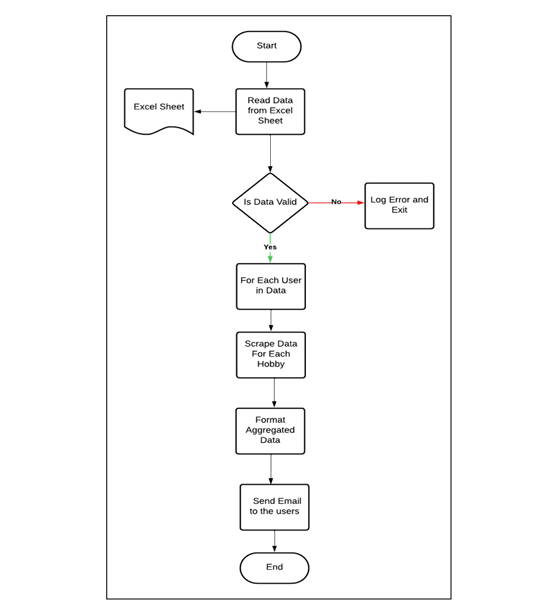 Start
Excel Sheet
Read Data
from Excel
Sheet
Is Data Valid
No
Log Error and
Exit
Yes
For Each User
in Data
Scrape Data
For Each
Hobby
Format
Aggregated
Data
Send Email
to the users
End